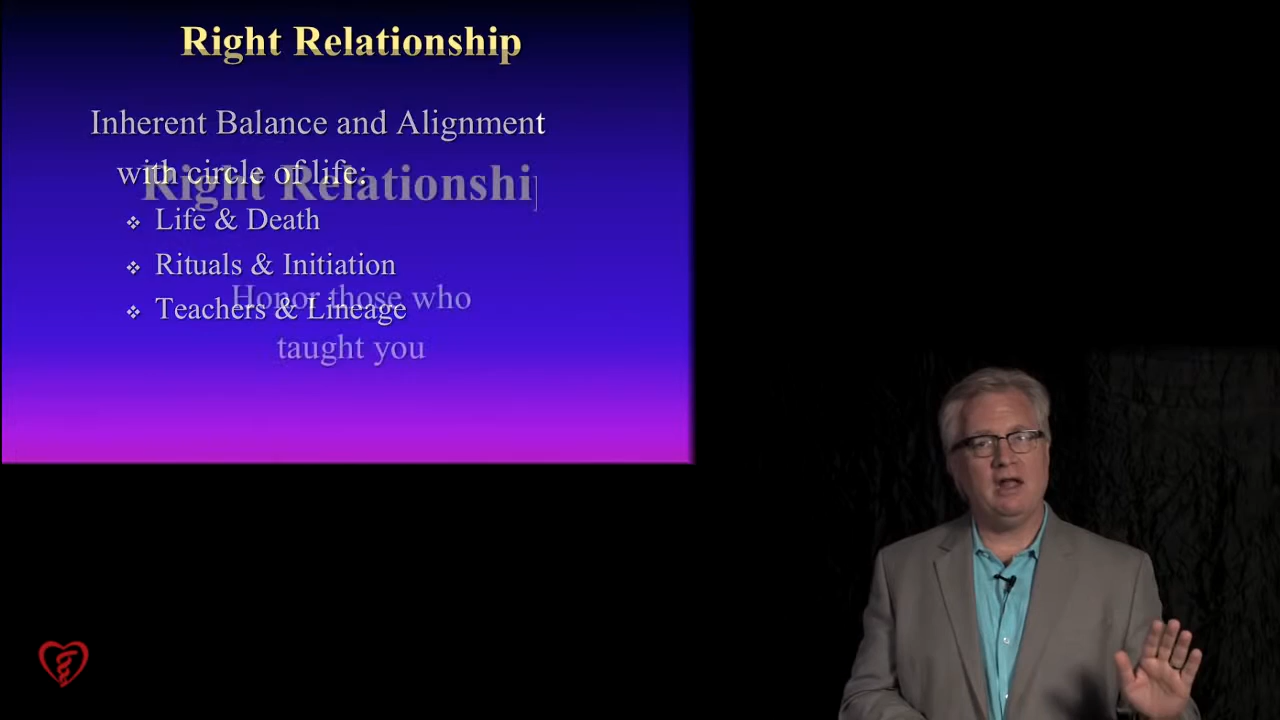 Right Relationship
Inherent Balance and Alignment
with circle of life:
Right Relationshi
Life & Death
Rituals & Initiation
Honor those who
Teachers & Lineage
taught you